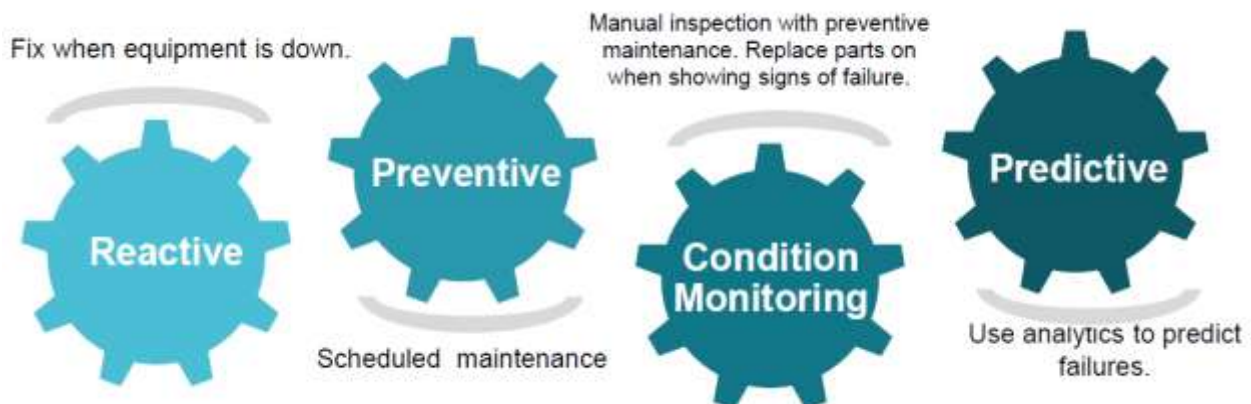 Fix when equipment is down.
Reactive
Preventive
Scheduled maintenance
Manual inspection with preventive
maintenance. Replace parts on
when showing signs of failure.
Condition
Monitoring
Predictive
Use analytics to predict
failures.